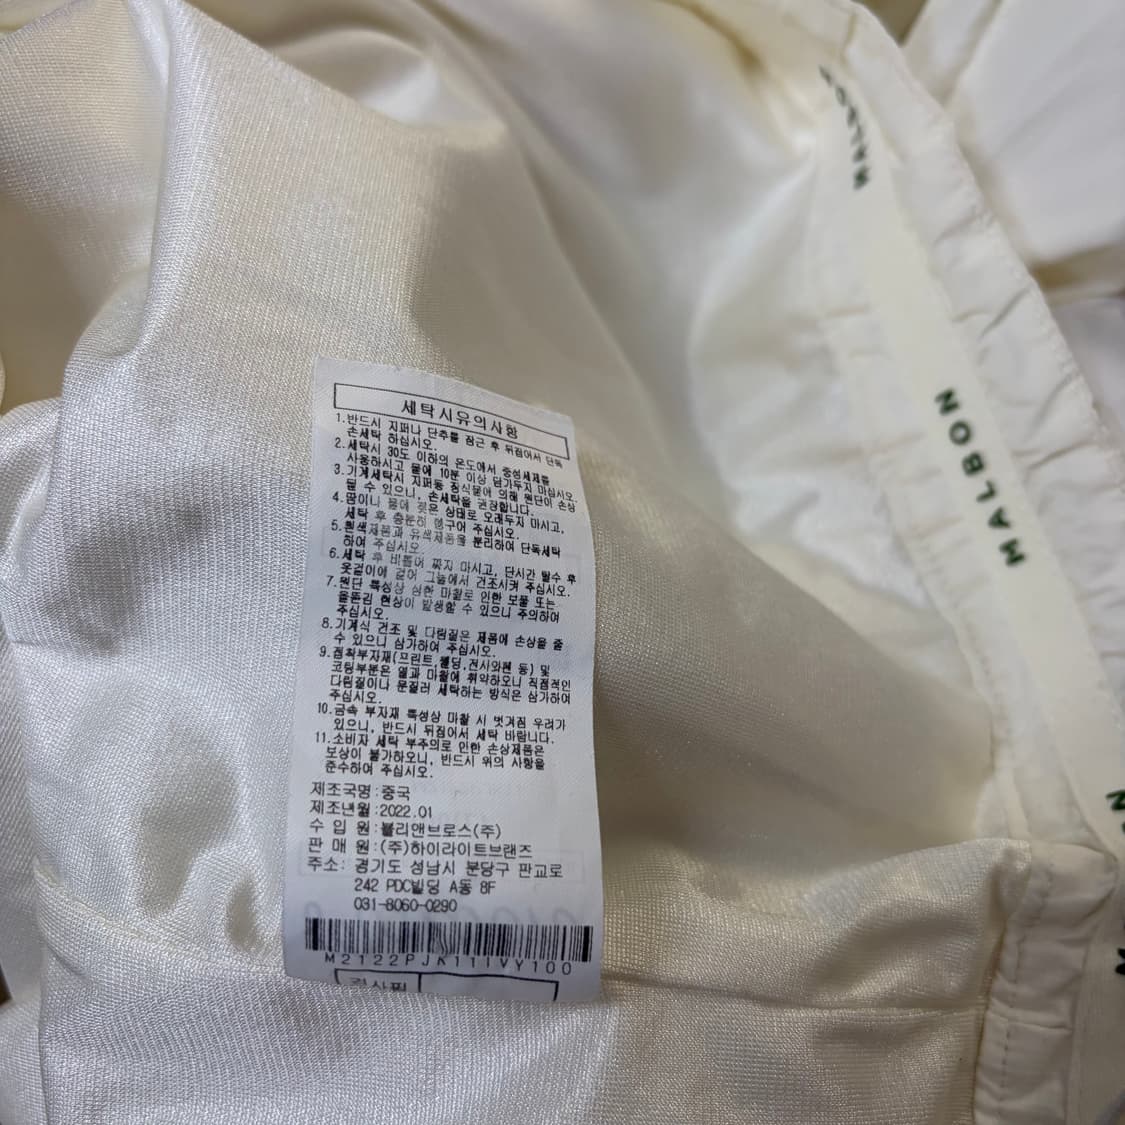 세탁시유의사항
1.반드시 지퍼나 단추를 잠근 후 뒤집어서 단독
손세탁 하십시오.
2.세탁시 30도 이하의 온도에서 중성세제를
사용하시고 물에 10분 이상 담가두지 마십시오.
3.기계세탁시 지퍼등 장식물에 의해 원단이 손상
될 수 있으니, 손세탁을 권장합니다.
4.땀이나 물에 젖은 상태로 오래두지 마시고,
세탁 후 충분히 헹구어 주십시오.
5.흰색제품과 유색제품을 분리하여 단독세탁
하여 주십시오.
6.세탁 후 비틀어 짜지 마시고, 단시간 탈수 후
옷걸이에 걸어 그늘에서 건조시켜 주십시오.
7.원단 특성상 심한 마찰로 인한 보풀 또는
올뜯김 현상이 발생할 수 있으니 주의하여
주십시오.
8.기계식 건조 및 다림질은 제품에 손상을 줄
수 있으니 삼가하여 주십시오.
9.접착부자재(프린트,웰딩,전사와펜 등) 및
코팅부분은 열과 마찰에 취약하오니 직접적인
다림질이나 문질러 세탁하는 방식은 삼가하여
주십시오.
10.금속 부자재 특성상 마찰 시 벗겨짐 우려가
있으니, 반드시 뒤집어서 세탁 바랍니다.
11.소비자 세탁 부주의로 인한 손상제품은
보상이 불가하오니, 반드시 위의 사항을
준수하여 주십시오.
제조국명:중국
제조년월:2022.01
수 입 원:블리앤브로스(주)
판 매 원:(주)하이라이트브랜즈
주소: 경기도 성남시 분당구 판교로
242 PDC빌딩 A동 8F
031-8060-0290
M2122PJK11IVY100
MALBON
MALBON